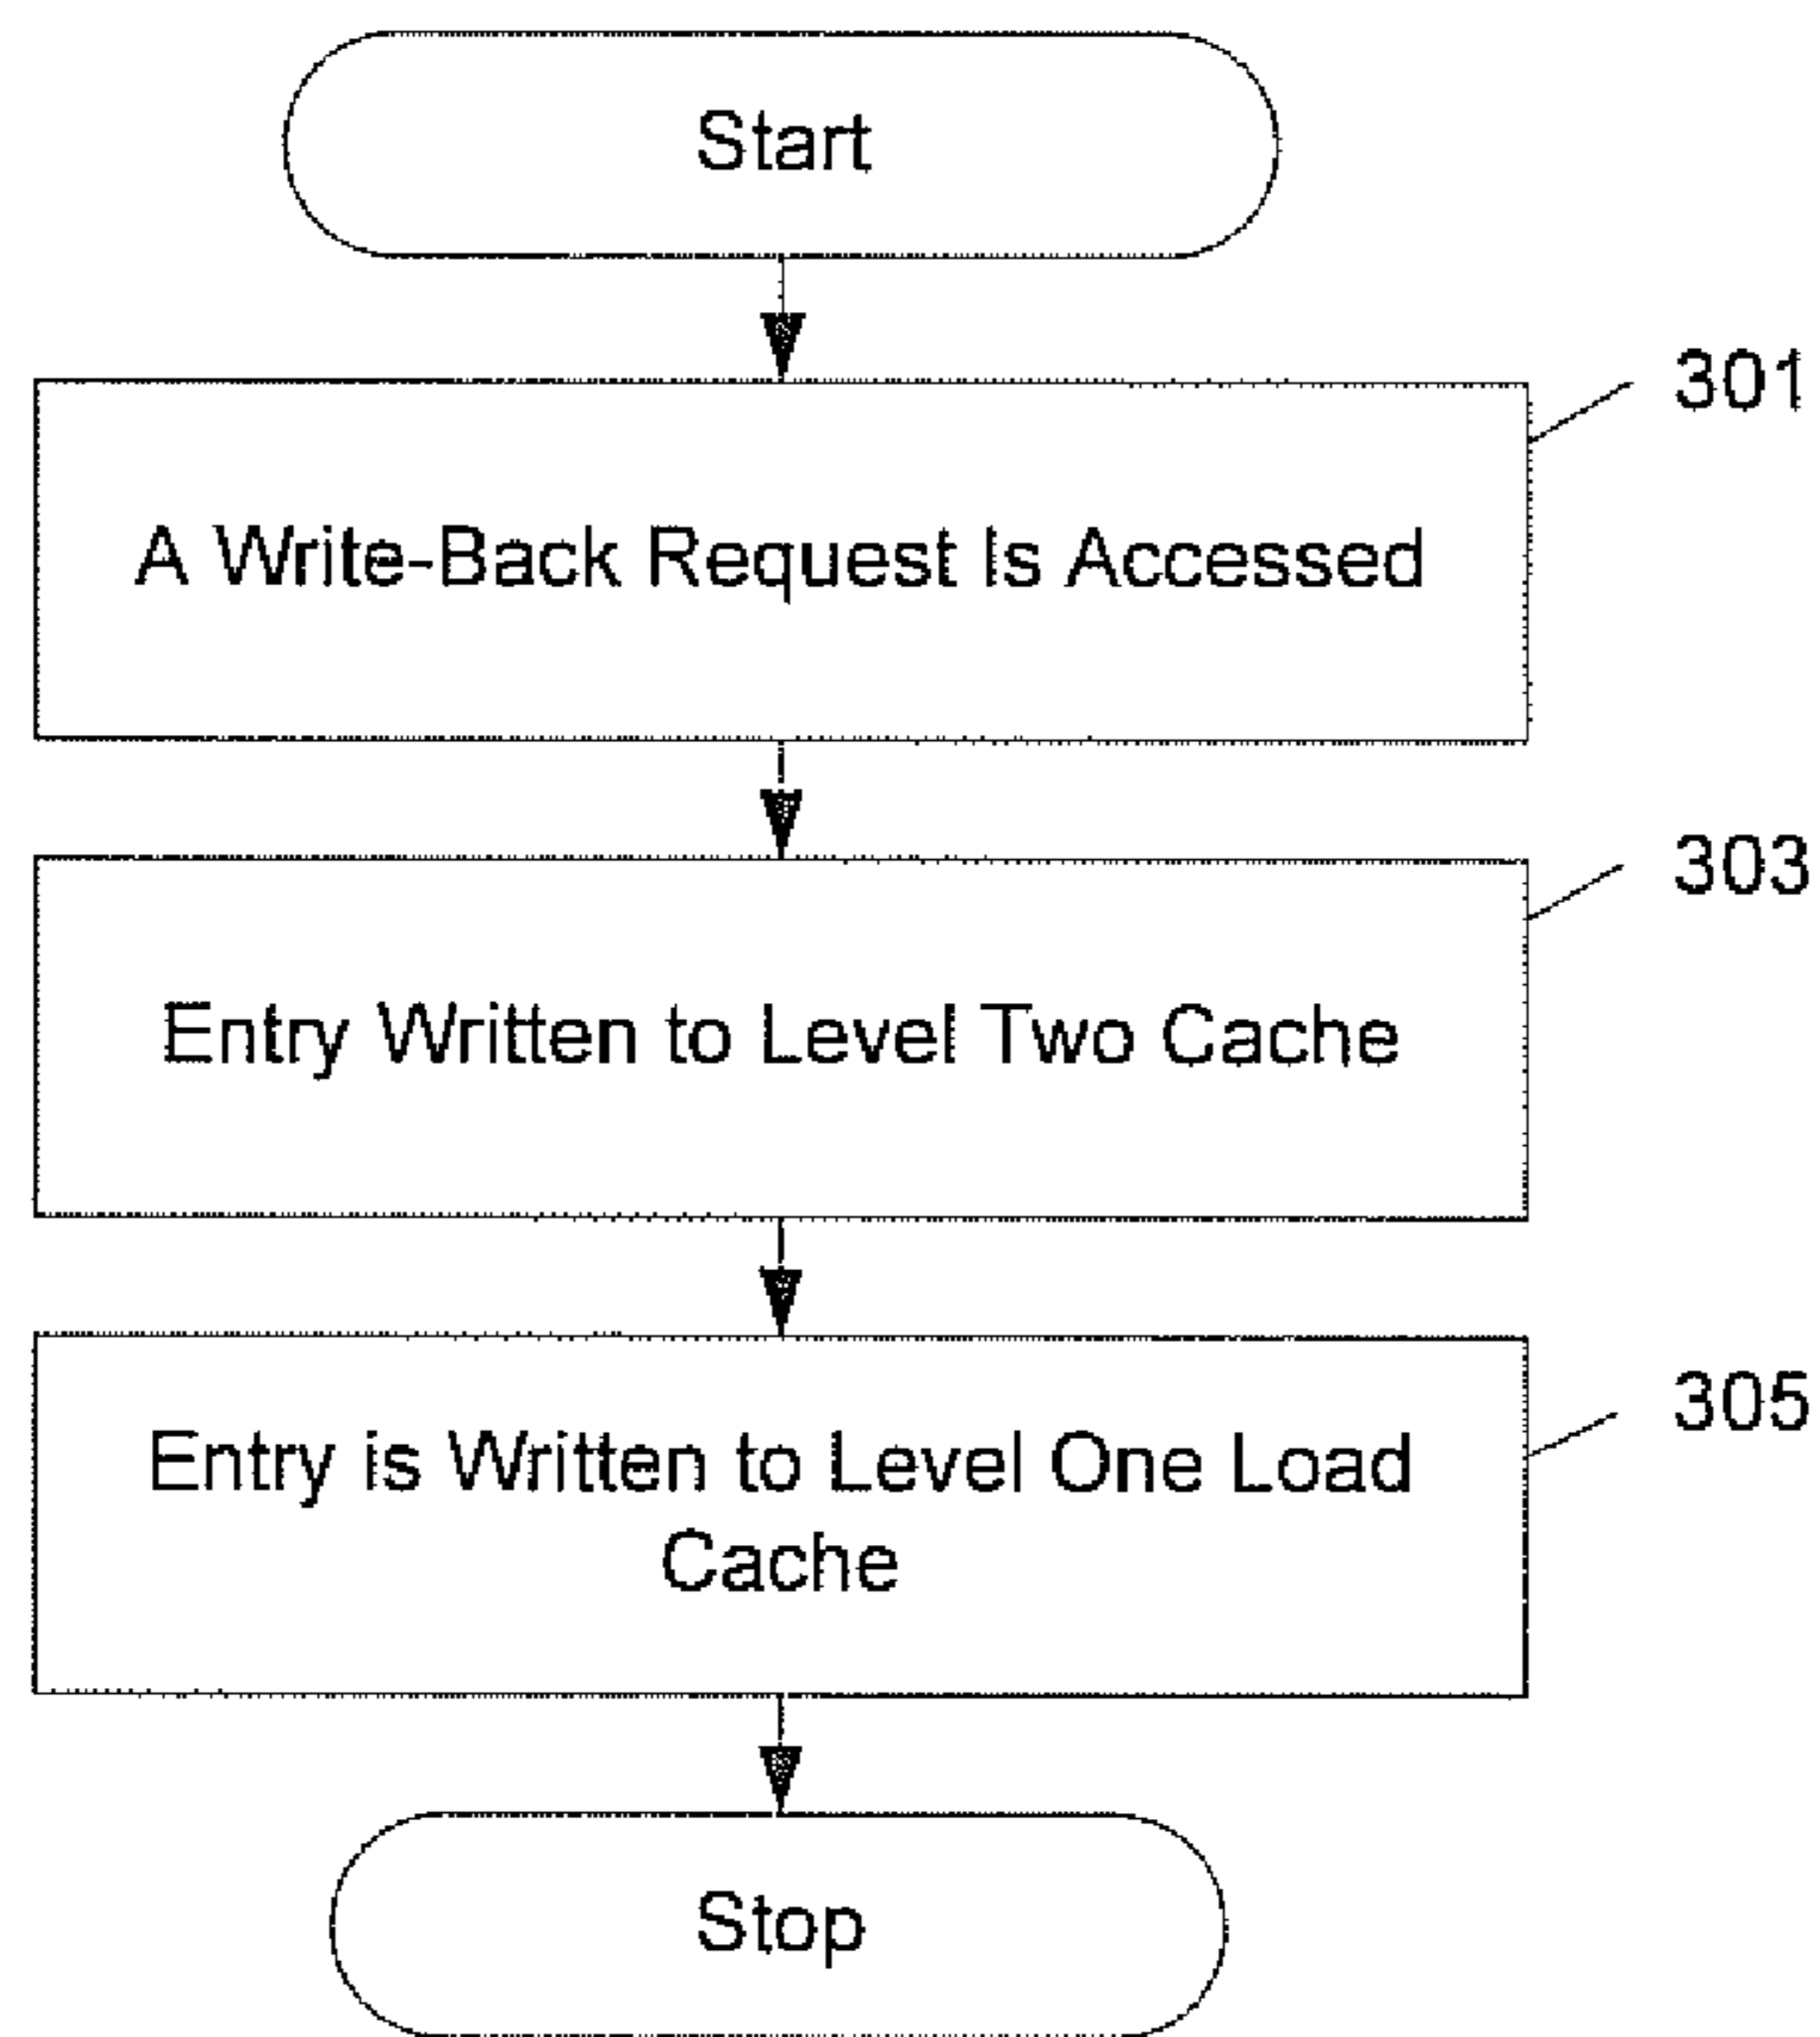 Start
301
A Write-Back Request Is Accessed
303
Entry Written to Level Two Cache
305
Entry is Written to Level One Load
Cache
Stop